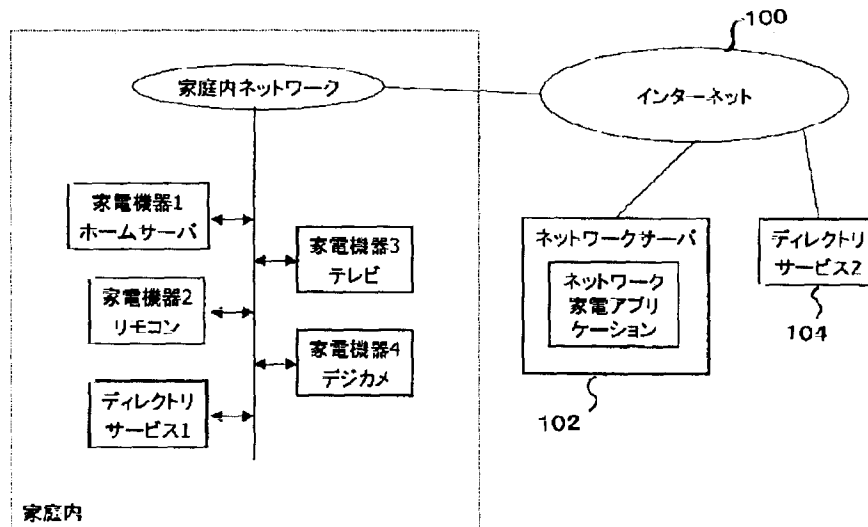 100
家庭内ネットワーク
インターネット
家電機器1
ホームサーバ
家電機器3
テレビ
家電機器2
リモコン
家電機器4
デジカメ
ディレクトリ
サービス1
ネットワークサーバ
ネットワーク
家電アプリ
ケーション
ディレクトリ
サービス2
104
102
家庭内